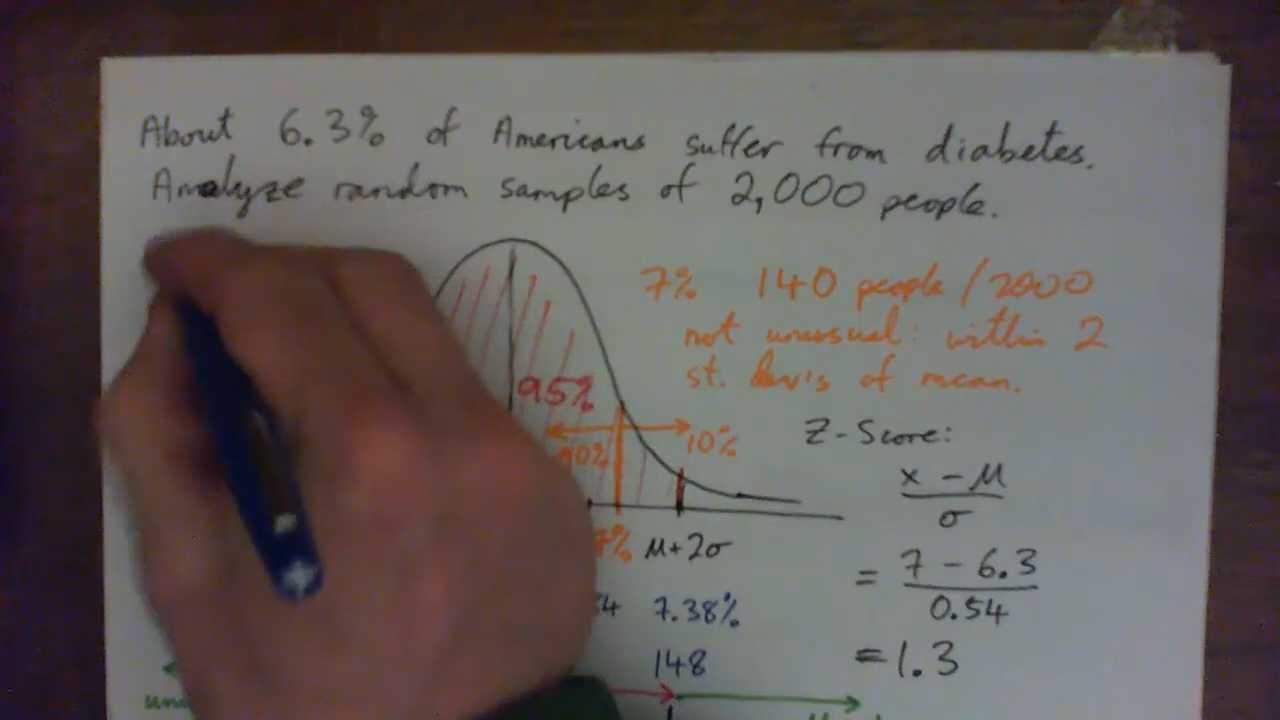 About 6.3% of Americans suffer from diabetes.
Analyze random samples of 2,000 people.
7% 140 people / 2000
not unusual: within 2
st. dev's of mean.
95%
90% 10%
Z-Score:
x - μ
σ
7% μ+2σ
= 7 - 6.3
0.54
7.38%
148
= 1.3